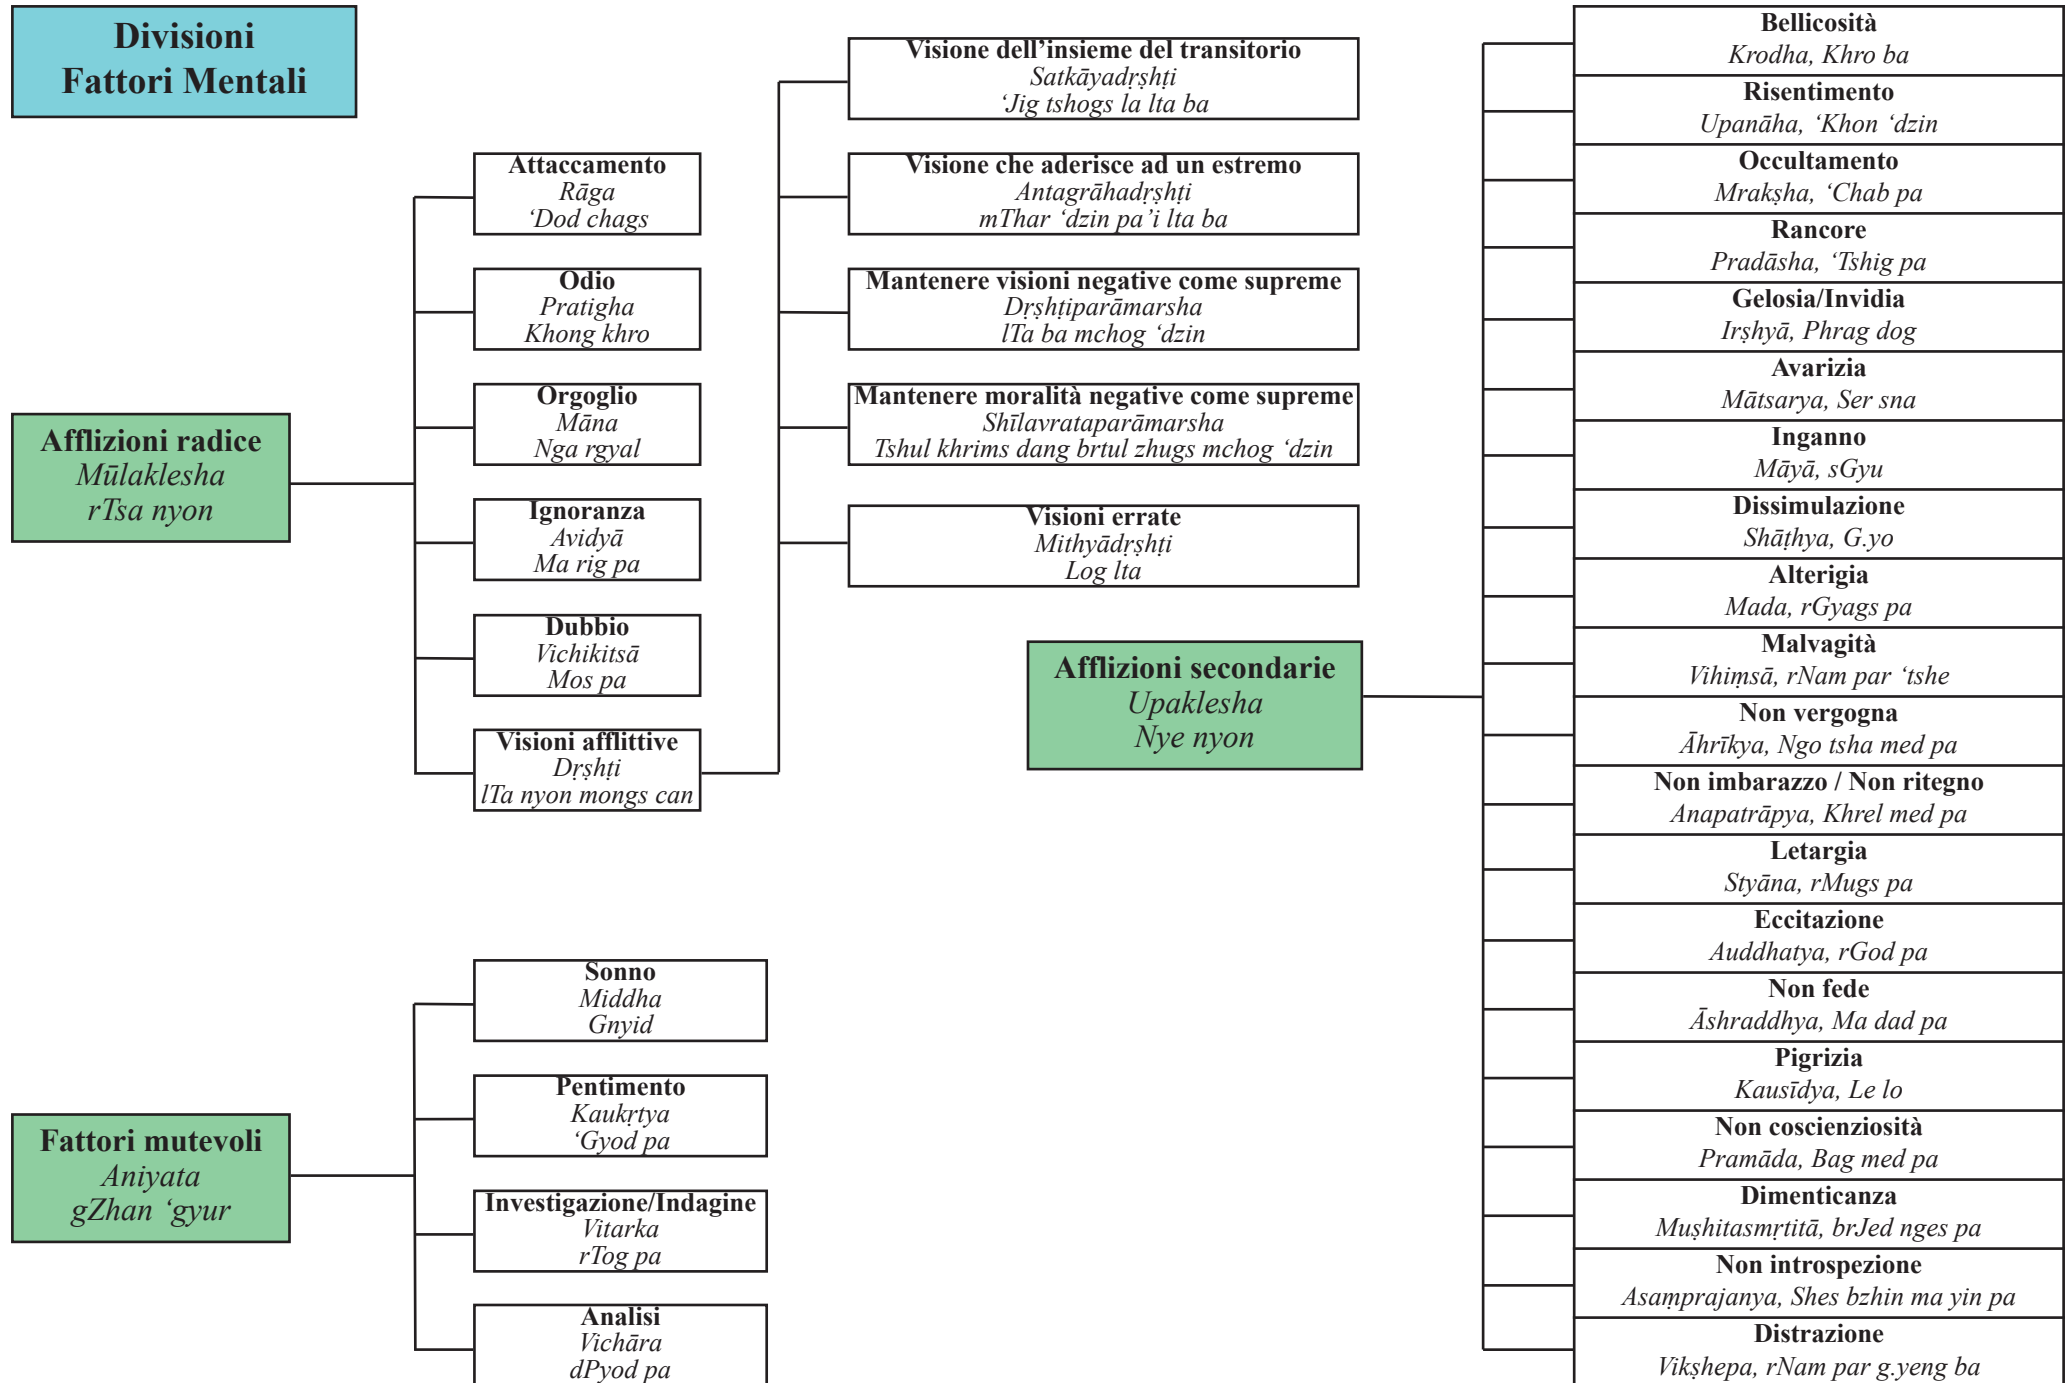 Divisioni
Fattori Mentali
Afflizioni radice
Mūlaklesha
rTsa nyon
Attaccamento
Rāga
‘Dod chags
Odio
Pratigha
Khong khro
Orgoglio
Māna
Nga rgyal
Ignoranza
Avidyā
Ma rig pa
Dubbio
Vichikitsā
Mos pa
Visioni afflittive
Dṛṣhṭi
lTa nyon mongs can
Visione dell’insieme del transitorio
Satkāyadṛṣhṭi
‘Jig tshogs la lta ba
Visione che aderisce ad un estremo
Antagrāhadṛṣhṭi
mThar ‘dzin pa’i lta ba
Mantenere visioni negative come supreme
Dṛṣhṭiparāmarsha
lTa ba mchog ‘dzin
Mantenere moralità negative come supreme
Shīlavrataparāmarsha
Tshul khrims dang brtul zhugs mchog ‘dzin
Visioni errate
Mithyādṛṣhṭi
Log lta
Fattori mutevoli
Aniyata
gZhan ‘gyur
Sonno
Middha
Gnyid
Pentimento
Kaukṛtya
‘Gyod pa
Investigazione/Indagine
Vitarka
rTog pa
Analisi
Vichāra
dPyod pa
Afflizioni secondarie
Upaklesha
Nye nyon
Bellicosità
Krodha, Khro ba
Risentimento
Upanāha, ‘Khon ‘dzin
Occultamento
Mrakṣha, ‘Chab pa
Rancore
Pradāsha, ‘Tshig pa
Gelosia/Invidia
Irṣhyā, Phrag dog
Avarizia
Mātsarya, Ser sna
Inganno
Māyā, sGyu
Dissimulazione
Shāṭhya, G.yo
Alterigia
Mada, rGyags pa
Malvagità
Vihiṃsā, rNam par ‘tshe
Non vergogna
Āhrīkya, Ngo tsha med pa
Non imbarazzo / Non ritegno
Anapatrāpya, Khrel med pa
Letargia
Styāna, rMugs pa
Eccitazione
Auddhatya, rGod pa
Non fede
Āshraddhya, Ma dad pa
Pigrizia
Kausīdya, Le lo
Non coscienziosità
Pramāda, Bag med pa
Dimenticanza
Muṣhitasmṛtitā, brJed nges pa
Non introspezione
Asaṃprajanya, Shes bzhin ma yin pa
Distrazione
Vikṣhepa, rNam par g.yeng ba